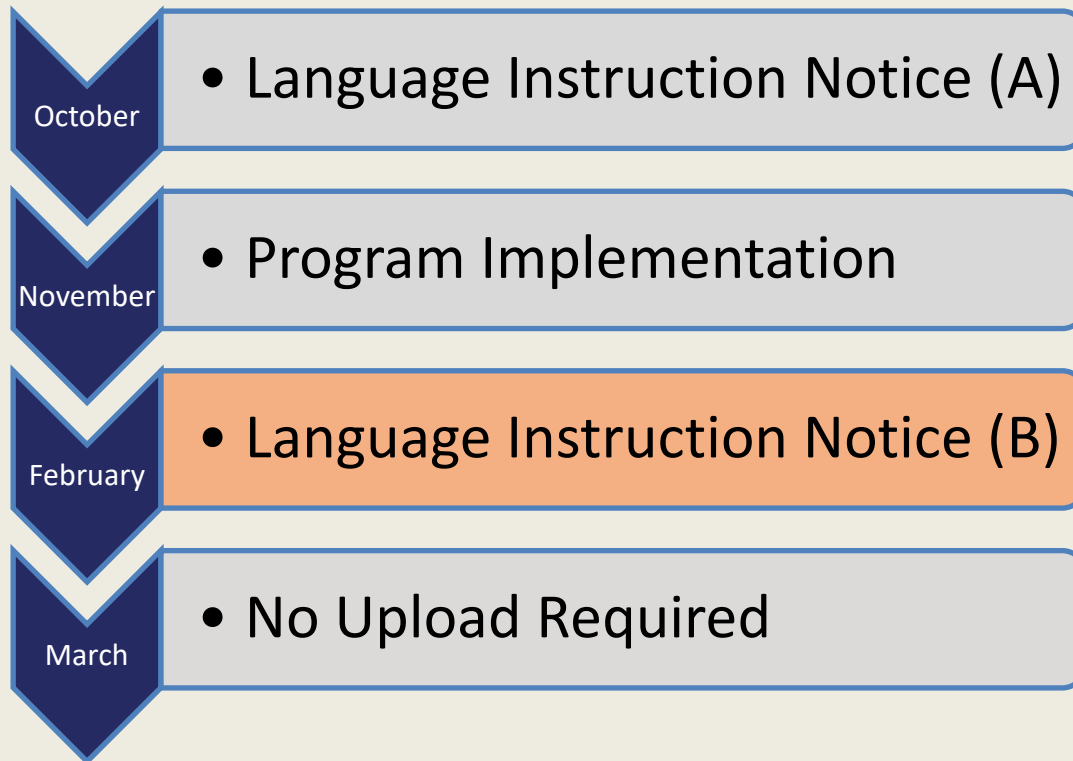 October
• Language Instruction Notice (A)
November
• Program Implementation
February
• Language Instruction Notice (B)
March
• No Upload Required